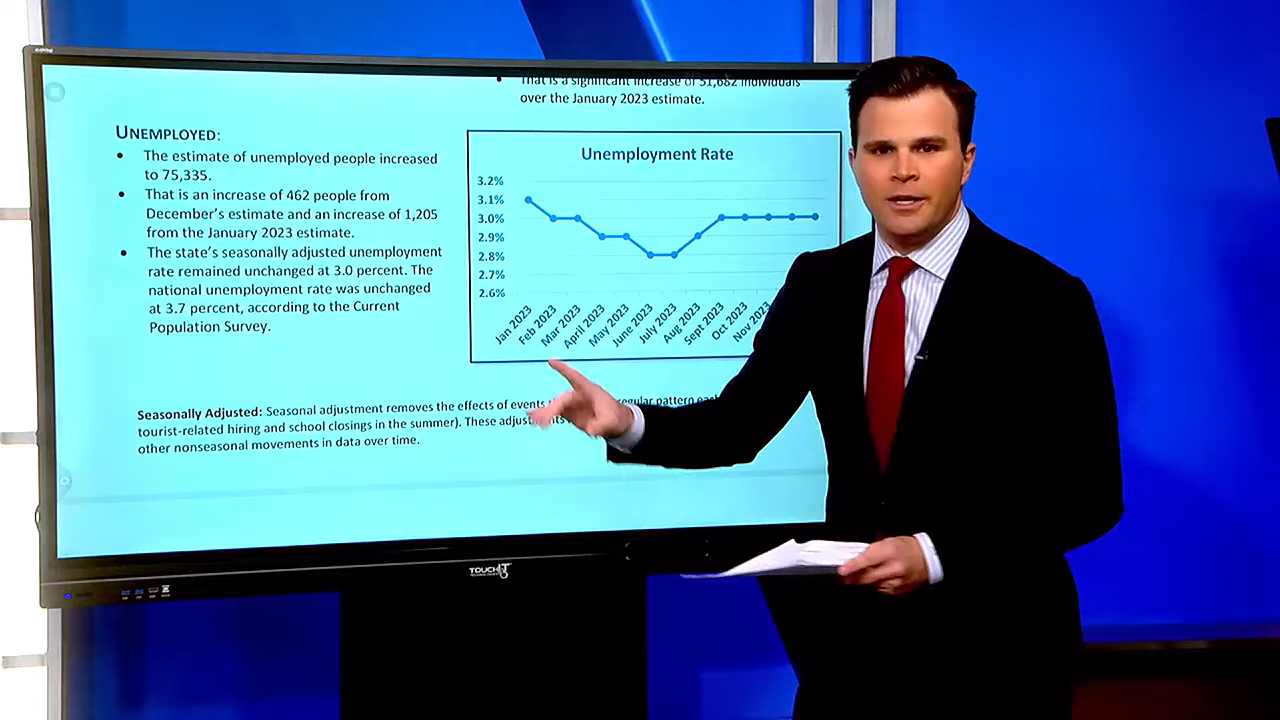 That is a significant increase of 51,682 individuals
over the January 2023 estimate.
UNEMPLOYED:
The estimate of unemployed people increased
to 75,335.
That is an increase of 462 people from
December's estimate and an increase of 1,205
from the January 2023 estimate.
The state's seasonally adjusted unemployment
rate remained unchanged at 3.0 percent. The
national unemployment rate was unchanged
at 3.7 percent, according to the Current
Population Survey.
Unemployment Rate
3.2%
3.1%
3.0%
2.9%
2.8%
2.7%
2.6%
Jan 2023
Feb 2023
Mar 2023
April 2023
May 2023
June 2023
July 2023
Aug 2023
Sept 2023
Oct 2023
Nov 2023
Seasonally Adjusted: Seasonal adjustment removes the effects of events regular pattern
tourist-related hiring and school closings in the summer). These
other nonseasonal movements in data over time.
TOUCHIT
TECHNOLOGIES